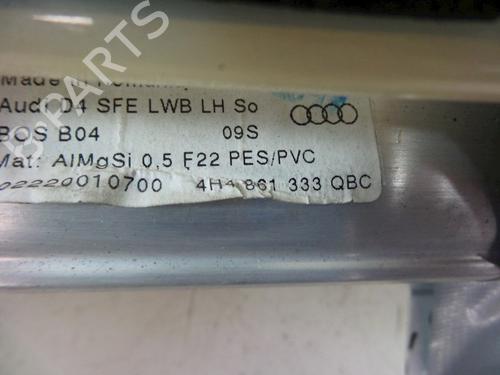 Made in Romania
Audi D4 SFE LWB LH So
BOS B04 09S
Mat: AlMgSi 0,5 F22 PES/PVC
02220010700 4H4 861 333 QBC
B PARTS